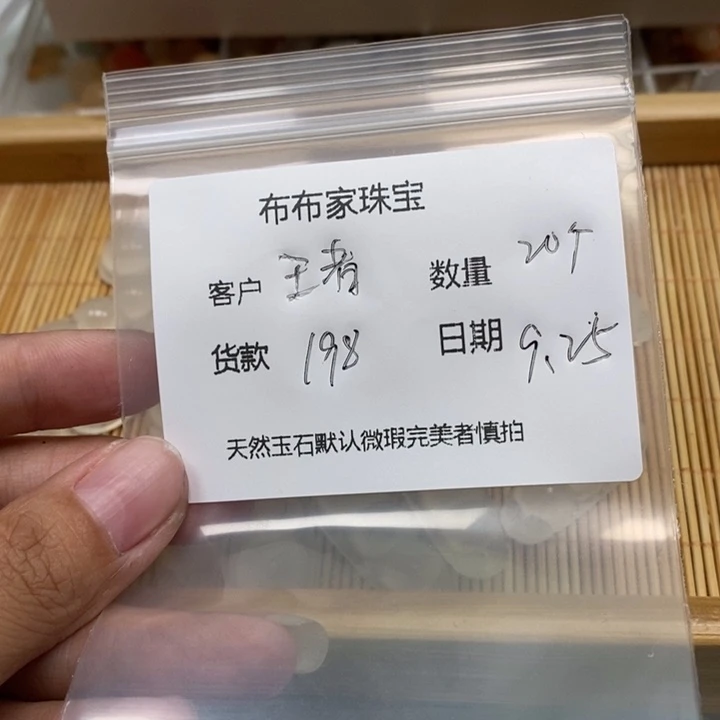 布布家珠宝
客户 王者 数量 20个
货款 198 日期 9.25
天然玉石默认微瑕完美者慎拍